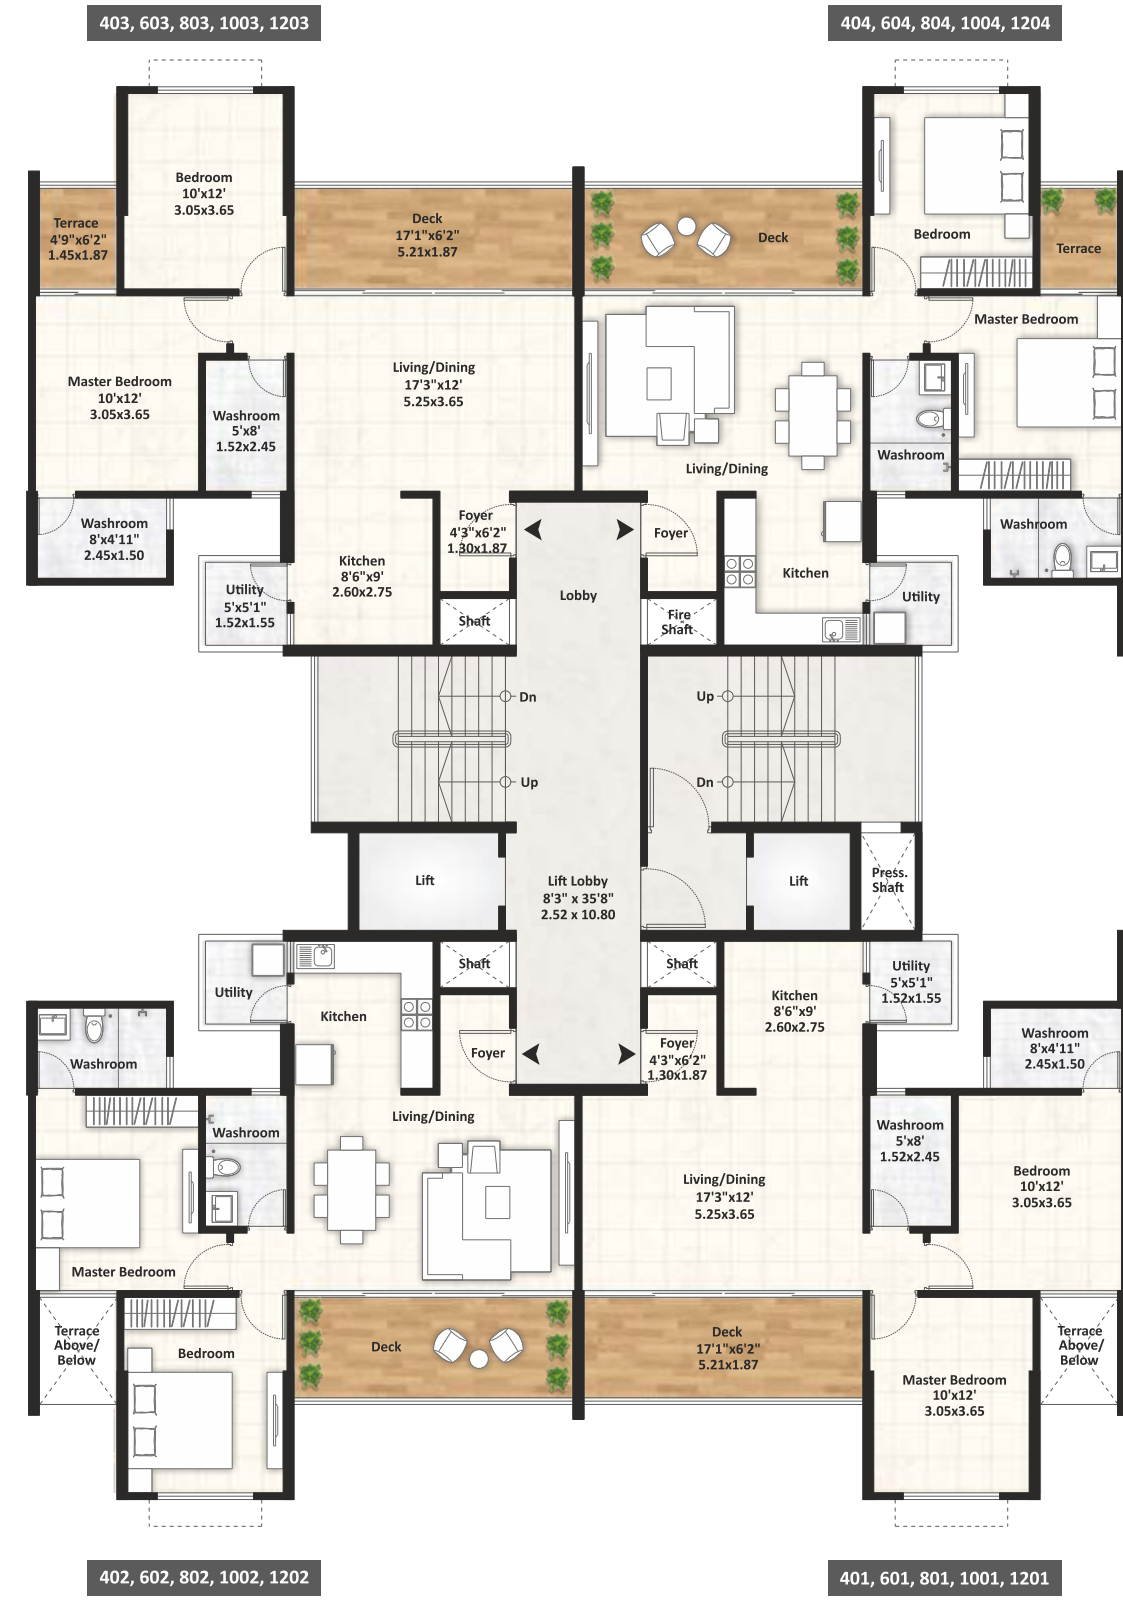 403, 603, 803, 1003, 1203
404, 604, 804, 1004, 1204
Bedroom
10'x12'
3.05x3.65
Terrace
4'9"x6'2"
1.45x1.87
Deck
17'1"x6'2"
5.21x1.87
Deck
Bedroom
Terrace
Master Bedroom
Master Bedroom
10'x12'
3.05x3.65
Washroom
5'x8'
1.52x2.45
Living/Dining
17'3"x12'
5.25x3.65
Living/Dining
Washroom
Washroom
8'x4'11"
2.45x1.50
Foyer
4'3"x6'2"
1.30x1.87
Foyer
Washroom
Kitchen
8'6"x9'
2.60x2.75
Kitchen
Utility
5'x5'1"
1.52x1.55
Lobby
Utility
Shaft
Fire
Shaft
Dn
Up
Up
Dn
Lift
Lift Lobby
8'3" x 35'8"
2.52 x 10.80
Lift
Press.
Shaft
Shaft
Shaft
Utility
Kitchen
Kitchen
8'6"x9'
2.60x2.75
Utility
5'x5'1"
1.52x1.55
Washroom
Foyer
Foyer
4'3"x6'2"
1.30x1.87
Washroom
8'x4'11"
2.45x1.50
Living/Dining
Washroom
Washroom
5'x8'
1.52x2.45
Living/Dining
17'3"x12'
5.25x3.65
Bedroom
10'x12'
3.05x3.65
Master Bedroom
Terrace
Above/
Below
Bedroom
Deck
Deck
17'1"x6'2"
5.21x1.87
Terrace
Above/
Below
Master Bedroom
10'x12'
3.05x3.65
402, 602, 802, 1002, 1202
401, 601, 801, 1001, 1201